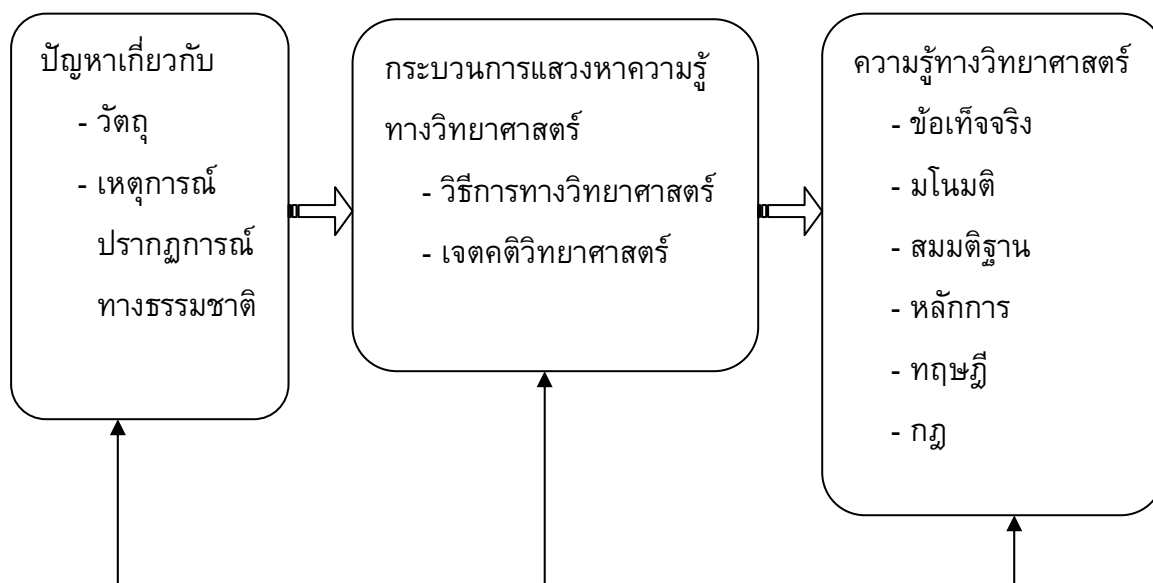 ปัญหาเกี่ยวกับ
- วัตถุ
- เหตุการณ์
ปรากฏการณ์
ทางธรรมชาติ
กระบวนการแสวงหาความรู้
ทางวิทยาศาสตร์
- วิธีการทางวิทยาศาสตร์
- เจตคติวิทยาศาสตร์
ความรู้ทางวิทยาศาสตร์
- ข้อเท็จจริง
- มโนมติ
- สมมติฐาน
- หลักการ
- ทฤษฎี
- กฎ